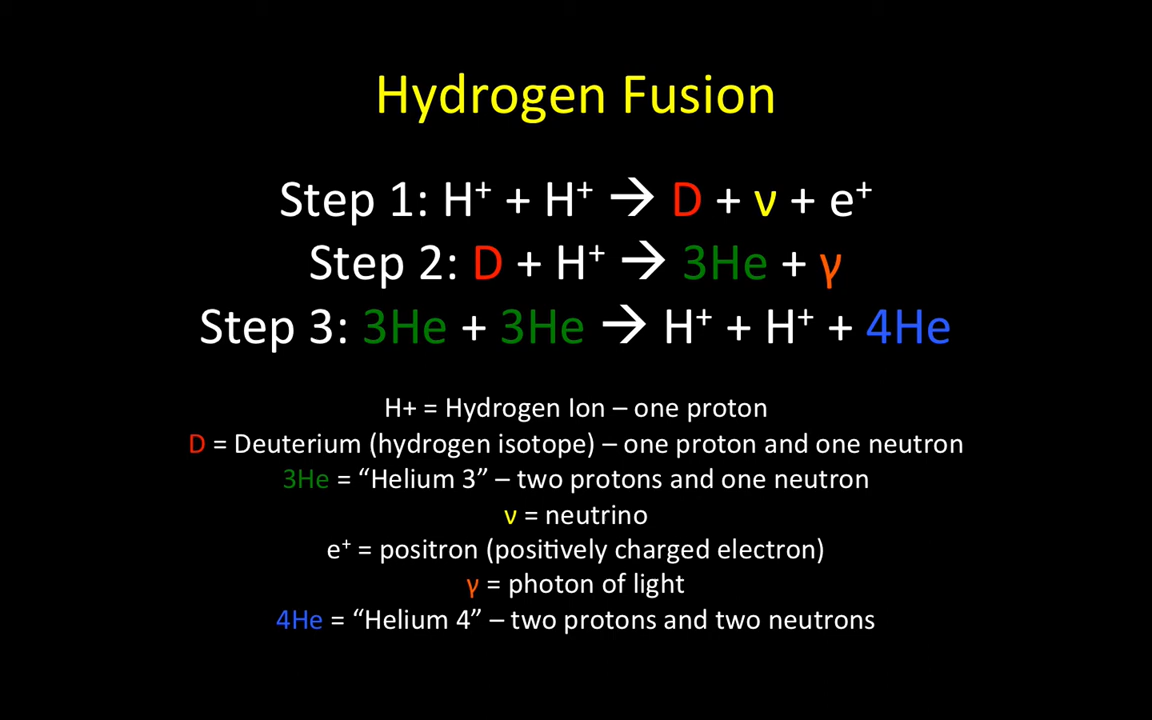 Hydrogen Fusion
Step 1: H⁺ + H⁺ → D + ν + e⁺
Step 2: D + H⁺ → 3He + γ
Step 3: 3He + 3He → H⁺ + H⁺ + 4He
H+ = Hydrogen Ion – one proton
D = Deuterium (hydrogen isotope) – one proton and one neutron
3He = “Helium 3” – two protons and one neutron
ν = neutrino
e⁺ = positron (positively charged electron)
γ = photon of light
4He = “Helium 4” – two protons and two neutrons